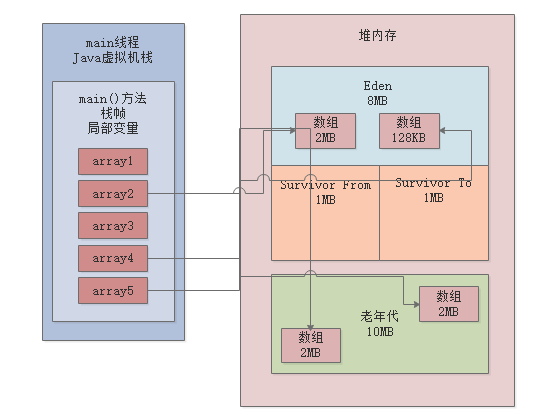 main线程
Java虚拟机栈
main()方法
栈帧
局部变量
array1
array2
array3
array4
array5
堆内存
Eden
8MB
数组
2MB
数组
128KB
Survivor From
1MB
Survivor To
1MB
老年代
10MB
数组
2MB
数组
2MB